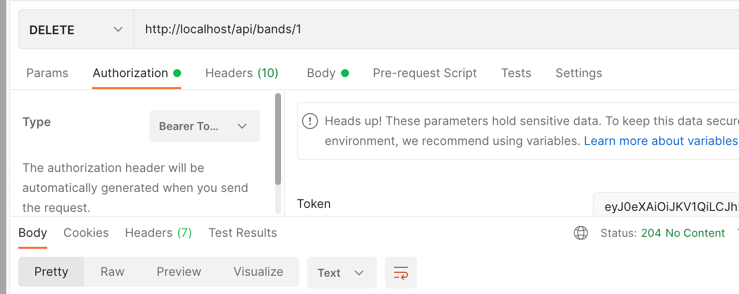 DELETE http://localhost/api/bands/1
Params Authorization Headers (10) Body Pre-request Script Tests Settings
Type Bearer To...
The authorization header will be
automatically generated when you send
the request.
Heads up! These parameters hold sensitive data. To keep this data secure
environment, we recommend using variables. Learn more about variables
Token eyJ0eXAiOiJKV1QiLCJh
Body Cookies Headers (7) Test Results Status: 204 No Content
Pretty Raw Preview Visualize Text